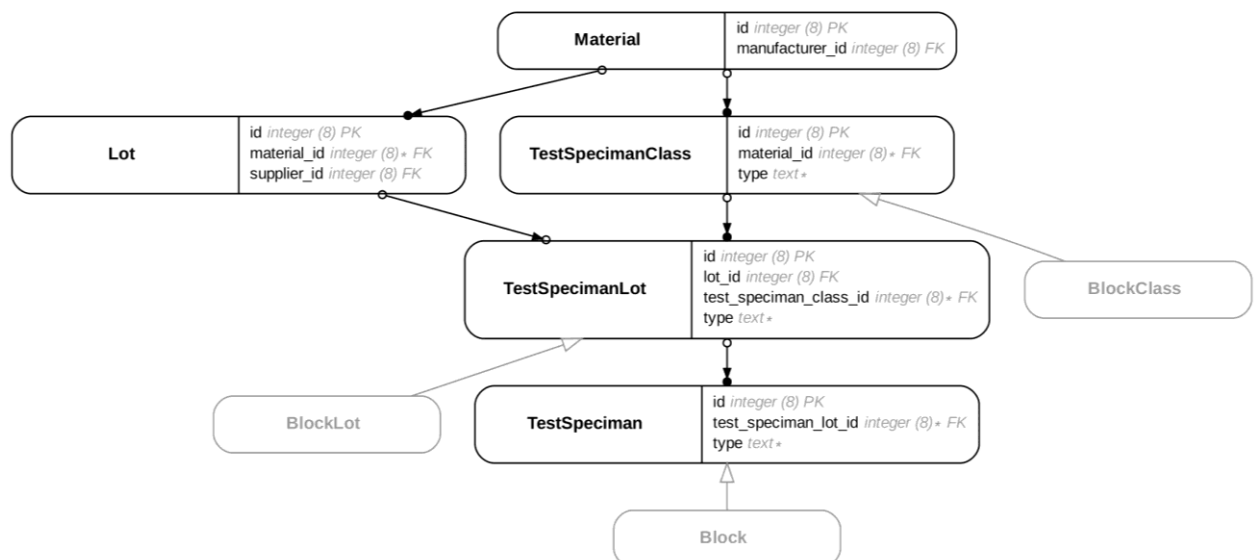 Material
id integer (8) PK
manufacturer_id integer (8) FK
Lot
id integer (8) PK
material_id integer (8)∗ FK
supplier_id integer (8) FK
TestSpecimanClass
id integer (8) PK
material_id integer (8)∗ FK
type text∗
TestSpecimanLot
id integer (8) PK
lot_id integer (8) FK
test_speciman_class_id integer (8)∗ FK
type text∗
BlockClass
BlockLot
TestSpeciman
id integer (8) PK
test_speciman_lot_id integer (8)∗ FK
type text∗
Block